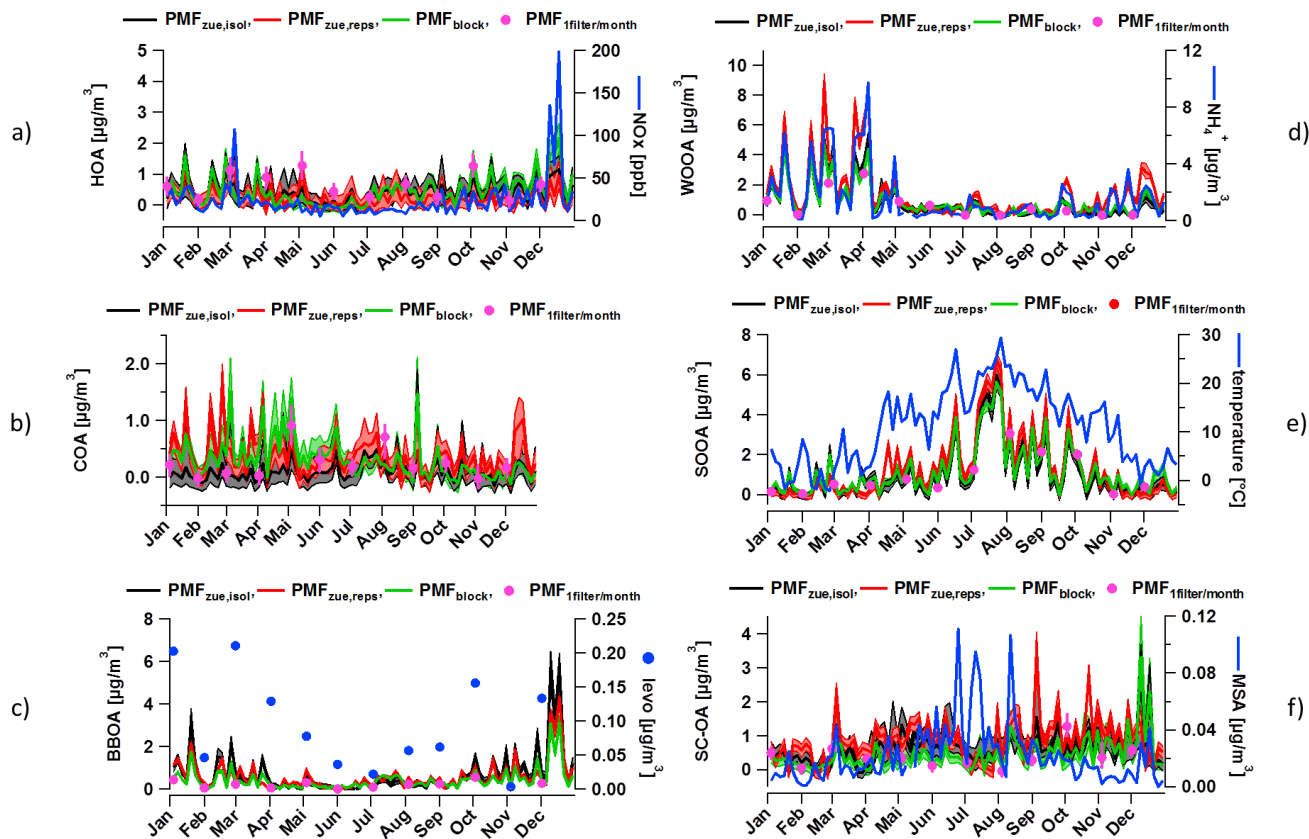 a)
PMFzue,isol, PMFzue,reps, PMFblock, PMF1filter/month
HOA [µg/m3]
5
4
3
2
1
0
200
150
100
50
0
NOx [ppb]
Jan Feb Mar Apr Mai Jun Jul Aug Sep Oct Nov Dec
b)
PMFzue,isol, PMFzue,reps, PMFblock, PMF1filter/month
COA [µg/m3]
2.0
1.0
0.0
Jan Feb Mar Apr Mai Jun Jul Aug Sep Oct Nov Dec
c)
PMFzue,isol, PMFzue,reps, PMFblock, PMF1filter/month
BBOA [µg/m3]
8
6
4
2
0
0.25
0.20
0.15
0.10
0.05
0.00
levo [µg/m3]
Jan Feb Mar Apr Mai Jun Jul Aug Sep Oct Nov Dec
d)
PMFzue,isol, PMFzue,reps, PMFblock, PMF1filter/month
WOOA [µg/m3]
10
8
6
4
2
0
12
8
4
0
NH4+ [µg/m3]
Jan Feb Mar Apr Mai Jun Jul Aug Sep Oct Nov Dec
e)
PMFzue,isol, PMFzue,reps, PMFblock, PMF1filter/month
SOOA [µg/m3]
8
6
4
2
0
30
20
10
0
temperature [°C]
Jan Feb Mar Apr Mai Jun Jul Aug Sep Oct Nov Dec
f)
PMFzue,isol, PMFzue,reps, PMFblock, PMF1filter/month
SC-OA [µg/m3]
4
3
2
1
0
0.12
0.08
0.04
0.00
MSA [µg/m3]
Jan Feb Mar Apr Mai Jun Jul Aug Sep Oct Nov Dec